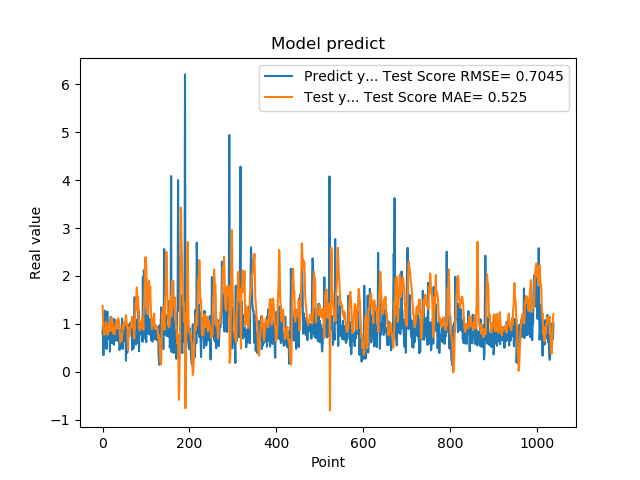 Model predict
Predict y... Test Score RMSE= 0.7045
Test y... Test Score MAE= 0.525
Real value
6
5
4
3
2
1
0
−1
0 200 400 600 800 1000
Point